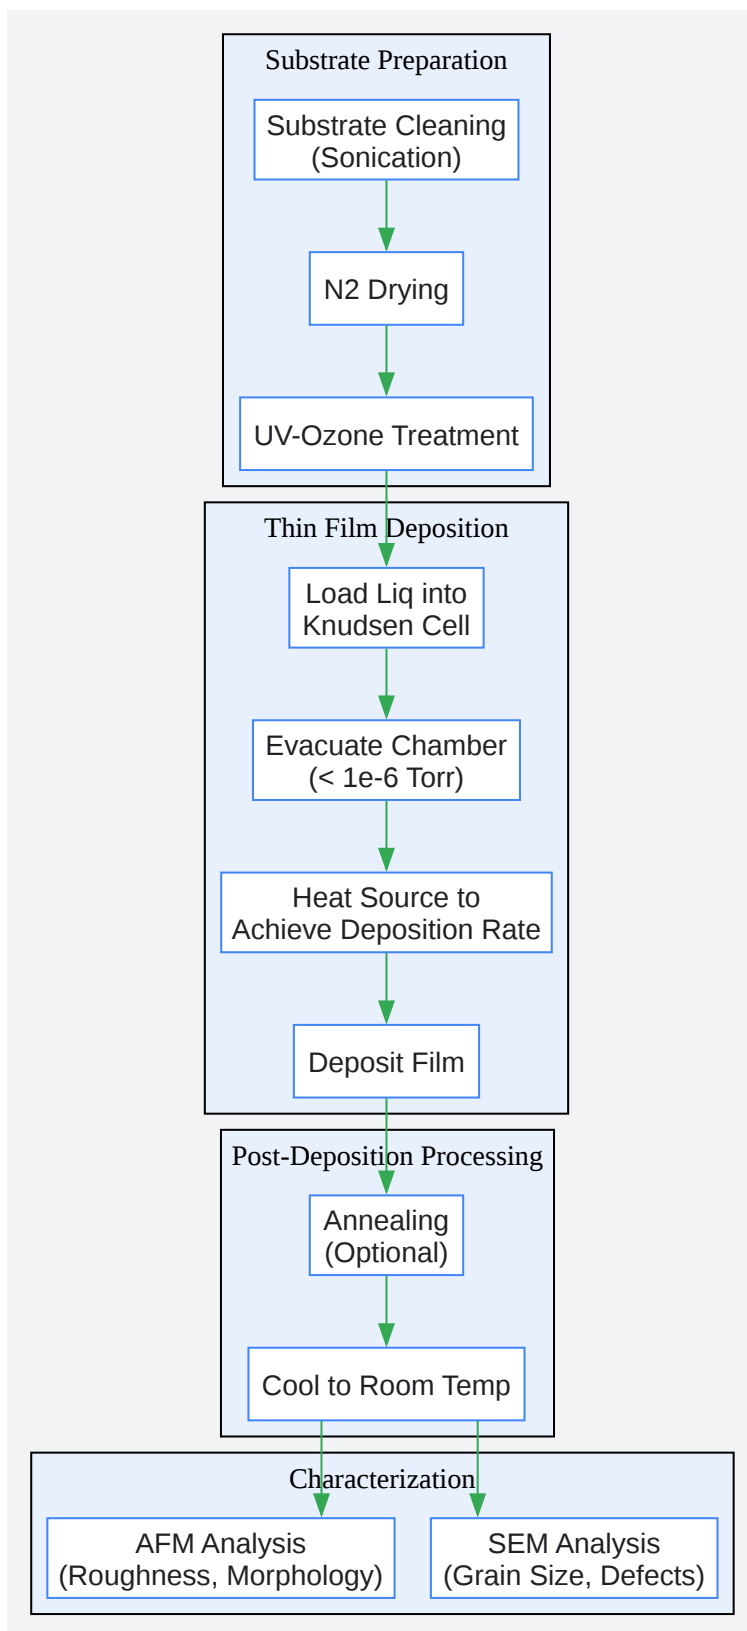 Substrate Preparation
Substrate Cleaning
(Sonication)
N2 Drying
UV-Ozone Treatment
Thin Film Deposition
Load Liq into
Knudsen Cell
Evacuate Chamber
(< 1e-6 Torr)
Heat Source to
Achieve Deposition Rate
Deposit Film
Post-Deposition Processing
Annealing
(Optional)
Cool to Room Temp
Characterization
AFM Analysis
(Roughness, Morphology)
SEM Analysis
(Grain Size, Defects)